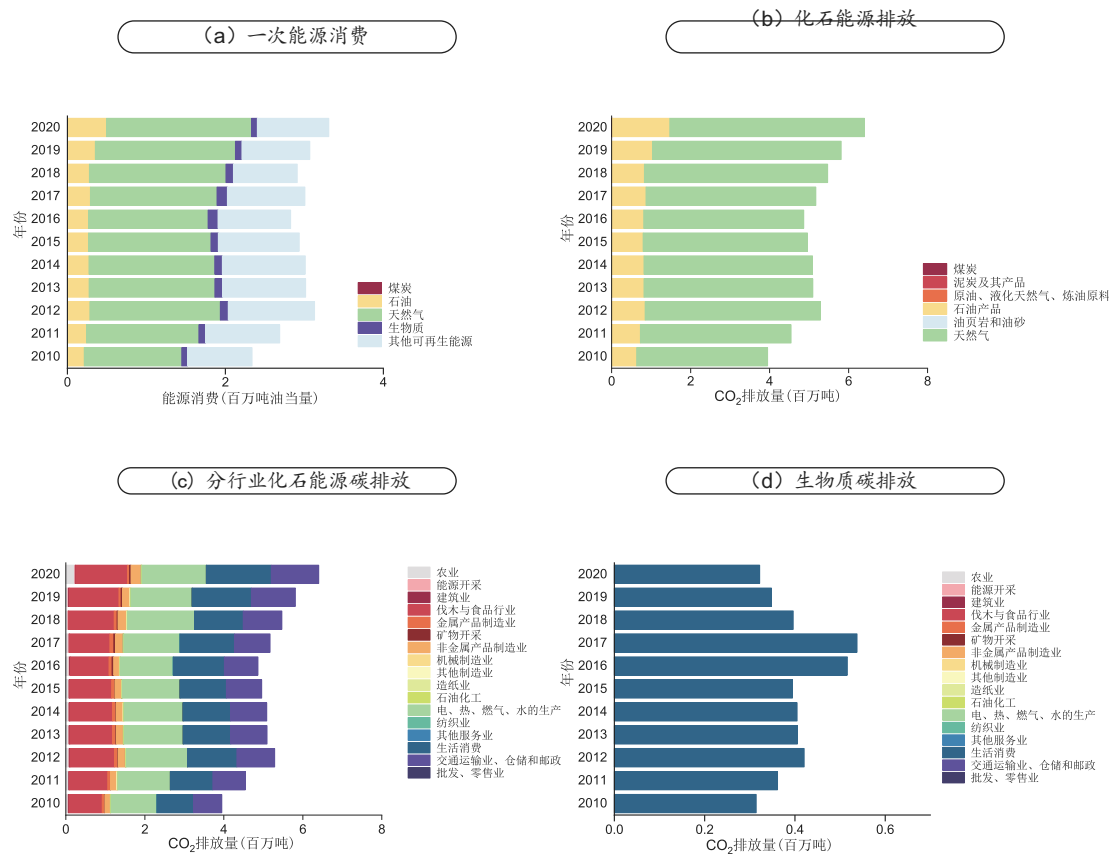 (a) 一次能源消费
2020
2019
2018
2017
2016
2015
2014
2013
2012
2011
2010
年份
煤炭
石油
天然气
生物质
其他可再生能源
0
2
4
能源消费(百万吨油当量)
(b) 化石能源排放
2020
2019
2018
2017
2016
2015
2014
2013
2012
2011
2010
年份
煤炭
泥炭及其产品
原油、液化天然气、炼油原料
石油产品
油页岩和油砂
天然气
0
2
4
6
8
CO₂排放量(百万吨)
(c) 分行业化石能源碳排放
2020
2019
2018
2017
2016
2015
2014
2013
2012
2011
2010
年份
农业
能源开采
建筑业
伐木与食品行业
金属产品制造业
矿物开采
非金属产品制造业
机械制造业
其他制造业
造纸业
石油化工
电、热、燃气、水的生产
纺织业
其他服务业
生活消费
交通运输业、仓储和邮政
批发、零售业
0
2
4
6
8
CO₂排放量(百万吨)
(d) 生物质碳排放
2020
2019
2018
2017
2016
2015
2014
2013
2012
2011
2010
年份
农业
能源开采
建筑业
伐木与食品行业
金属产品制造业
矿物开采
非金属产品制造业
机械制造业
其他制造业
造纸业
石油化工
电、热、燃气、水的生产
纺织业
其他服务业
生活消费
交通运输业、仓储和邮政
批发、零售业
0.0
0.2
0.4
0.6
CO₂排放量(百万吨)